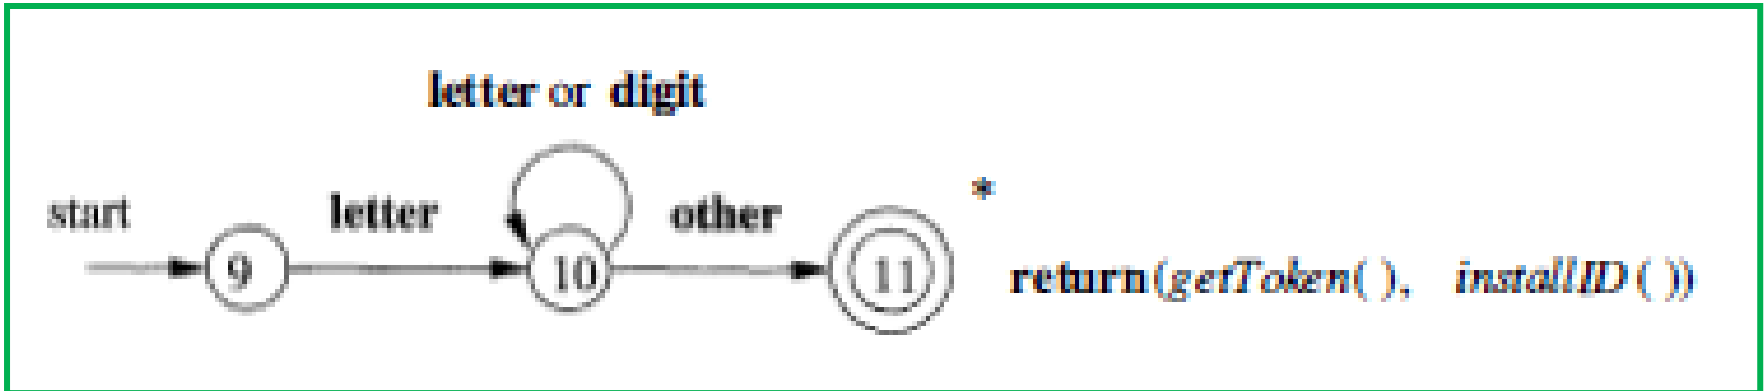 letter or digit
start letter other *
9 10 11 return(getToken( ), installID( ))